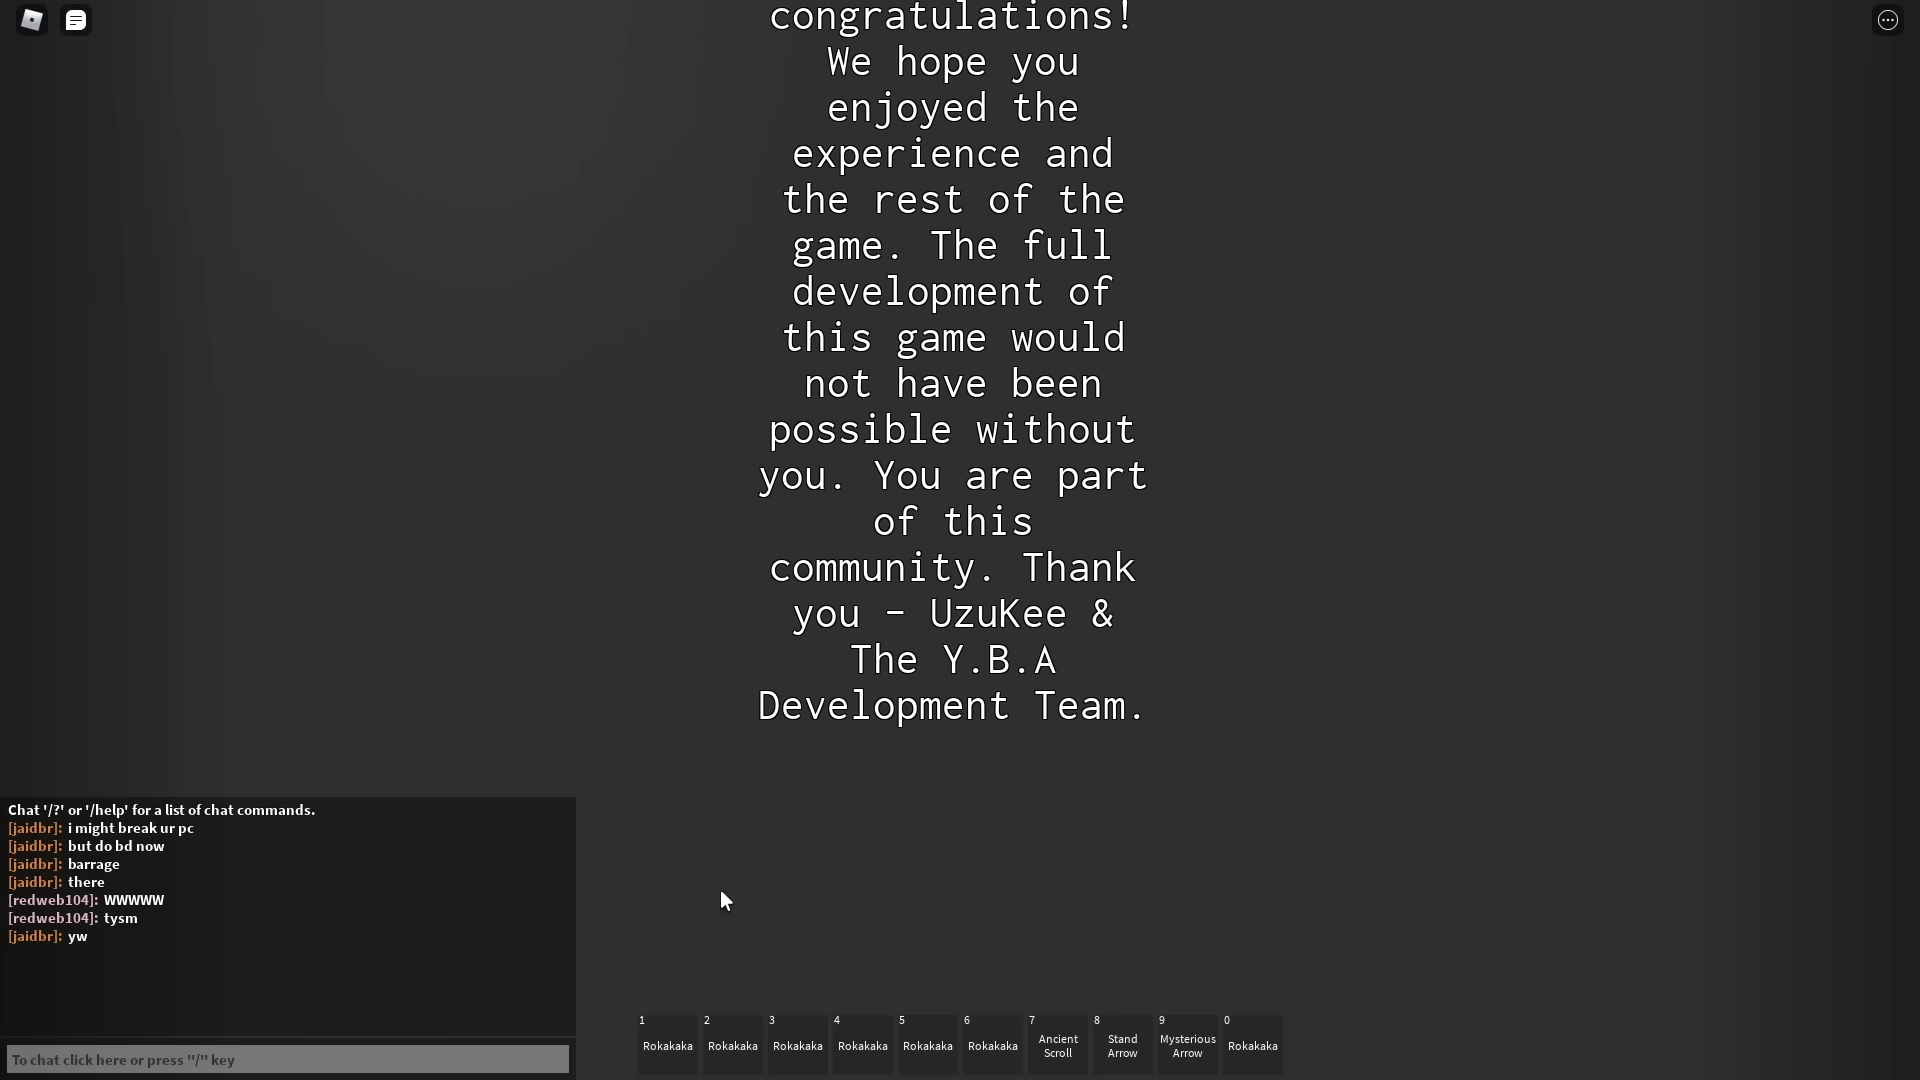 congratulations!
We hope you
enjoyed the
experience and
the rest of the
game. The full
development of
this game would
not have been
possible without
you. You are part
of this
community. Thank
you - UzuKee &
The Y.B.A
Development Team.
Chat '/?' or '/help' for a list of chat commands.
[jaidbr]: i might break ur pc
[jaidbr]: but do bd now
[jaidbr]: barrage
[jaidbr]: there
[redweb104]: WWWWW
[redweb104]: tysm
[jaidbr]: yw
To chat click here or press "/" key
1 2 3 4 5 6 7 8 9 0
Rokakaka Rokakaka Rokakaka Rokakaka Rokakaka Rokakaka Ancient Scroll Stand Arrow Mysterious Arrow Rokakaka